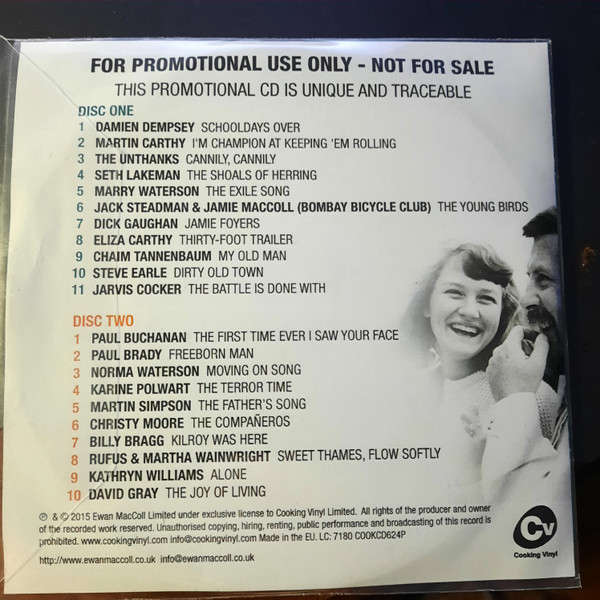 FOR PROMOTIONAL USE ONLY - NOT FOR SALE
THIS PROMOTIONAL CD IS UNIQUE AND TRACEABLE
DISC ONE
1 DAMIEN DEMPSEY SCHOOLDAYS OVER
2 MARTIN CARTHY I'M CHAMPION AT KEEPING 'EM ROLLING
3 THE UNTHANKS CANNILY, CANNILY
4 SETH LAKEMAN THE SHOALS OF HERRING
5 MARRY WATERSON THE EXILE SONG
6 JACK STEADMAN & JAMIE MACCOLL (BOMBAY BICYCLE CLUB) THE YOUNG BIRDS
7 DICK GAUGHAN JAMIE FOYERS
8 ELIZA CARTHY THIRTY-FOOT TRAILER
9 CHAIM TANNENBAUM MY OLD MAN
10 STEVE EARLE DIRTY OLD TOWN
11 JARVIS COCKER THE BATTLE IS DONE WITH
DISC TWO
1 PAUL BUCHANAN THE FIRST TIME EVER I SAW YOUR FACE
2 PAUL BRADY FREEBORN MAN
3 NORMA WATERSON MOVING ON SONG
4 KARINE POLWART THE TERROR TIME
5 MARTIN SIMPSON THE FATHER'S SONG
6 CHRISTY MOORE THE COMPAÑEROS
7 BILLY BRAGG KILROY WAS HERE
8 RUFUS & MARTHA WAINWRIGHT SWEET THAMES, FLOW SOFTLY
9 KATHRYN WILLIAMS ALONE
10 DAVID GRAY THE JOY OF LIVING
℗ & © 2015 Ewan MacColl Limited under exclusive license to Cooking Vinyl Limited. All rights of the producer and owner
of the recorded work reserved. Unauthorised copying, hiring, renting, public performance and broadcasting of this record is
prohibited. www.cookingvinyl.com info@cookingvinyl.com Made in the EU. LC: 7180 COOKCD624P
http://www.ewanmaccoll.co.uk info@ewanmaccoll.co.uk
CV
Cooking Vinyl